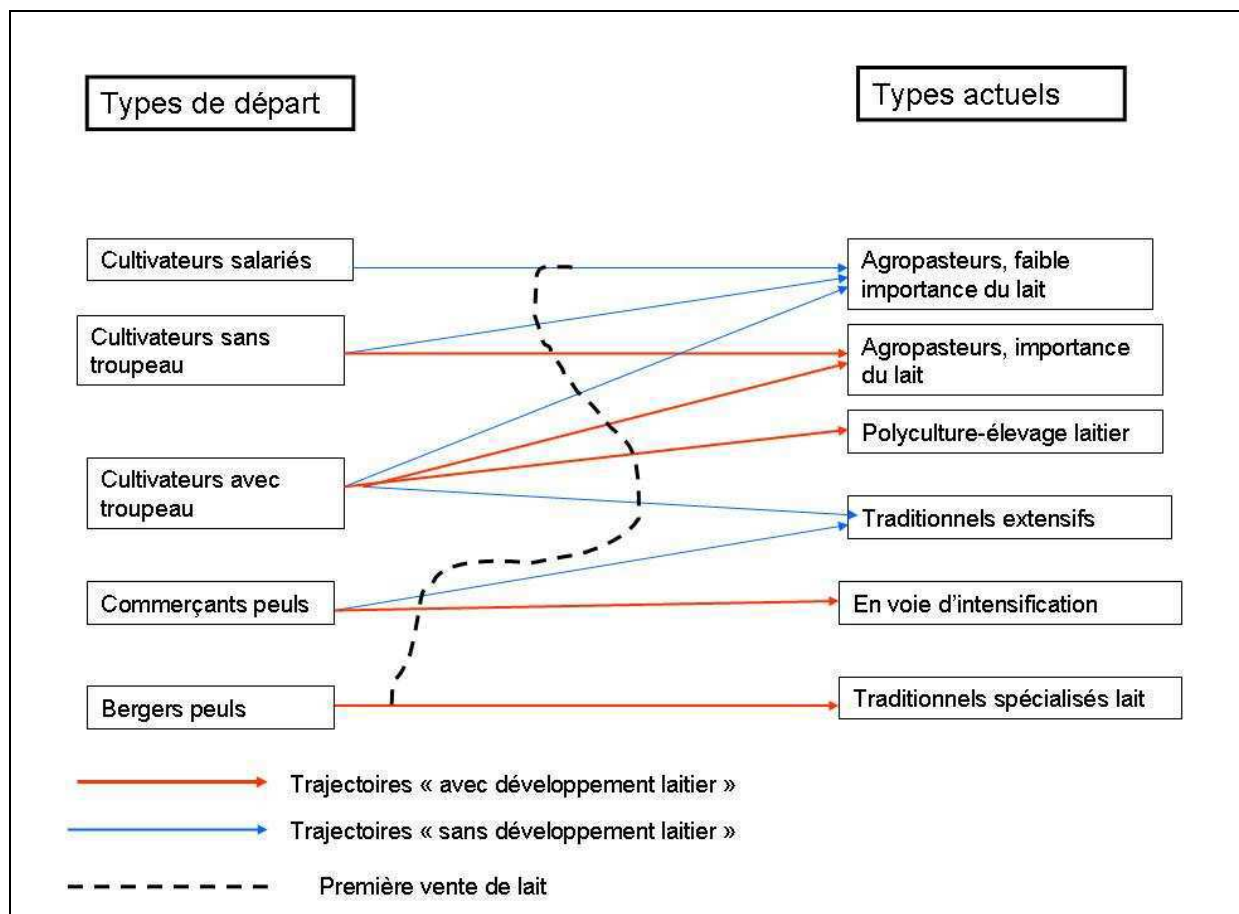 Types de départ
Types actuels
Cultivateurs salariés
Agropasteurs, faible
importance du lait
Cultivateurs sans
troupeau
Agropasteurs, importance
du lait
Polyculture-élevage laitier
Cultivateurs avec
troupeau
Traditionnels extensifs
Commerçants peuls
En voie d'intensification
Bergers peuls
Traditionnels spécialisés lait
Trajectoires « avec développement laitier »
Trajectoires « sans développement laitier »
Première vente de lait